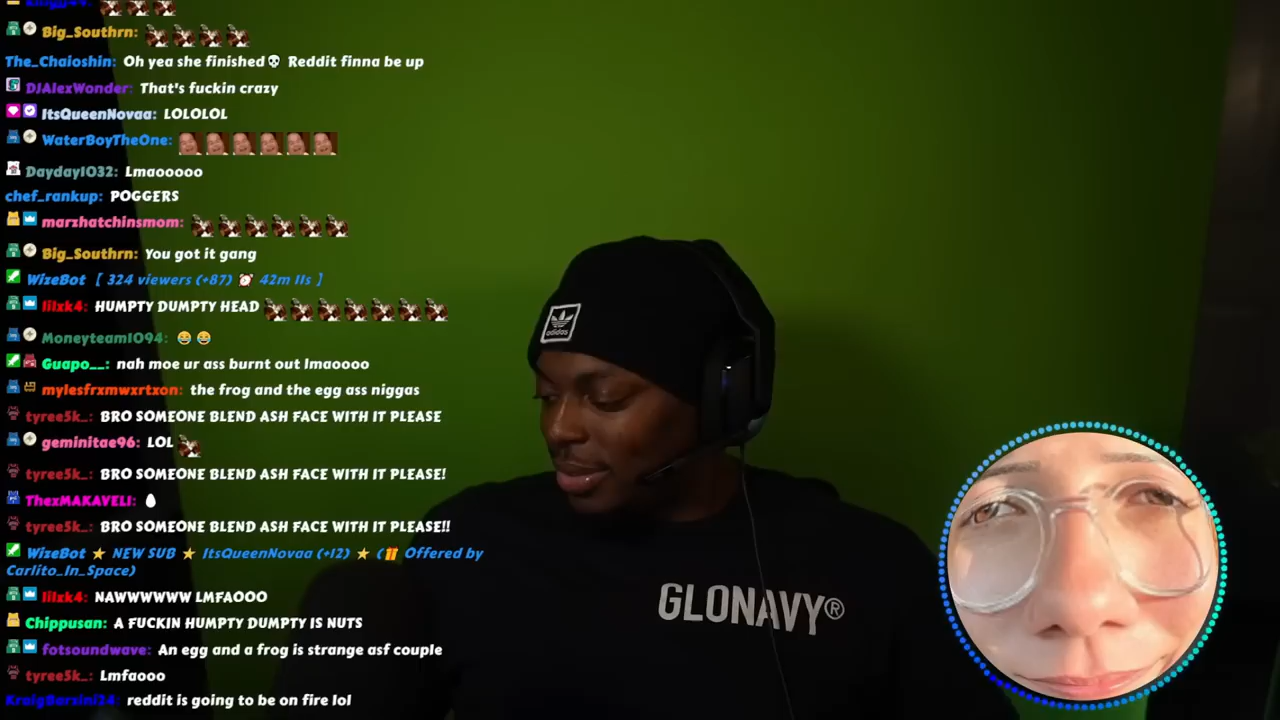 Big_Southrn:
The_Chaioshin: Oh yea she finished💀 Reddit finna be up
DJAlexWonder: That's fuckin crazy
ItsQueenNovaa: LOLOLOL
WaterBoyTheOne:
Dayday1032: Lmaooooo
chef_rankup: POGGERS
marzhatchinsmom:
Big_Southrn: You got it gang
WizeBot [ 324 viewers (+87) ⏰ 42m 11s ]
lilzk4: HUMPTY DUMPTY HEAD
Moneyteam1094: 😂 😂
Guapo__: nah moe ur ass burnt out lmaoooo
mylesfrxmwxrtxon: the frog and the egg ass niggas
tyree5k_: BRO SOMEONE BLEND ASH FACE WITH IT PLEASE
geminitae96: LOL
tyree5k_: BRO SOMEONE BLEND ASH FACE WITH IT PLEASE!
ThexMAKAVELI: 🥚
tyree5k_: BRO SOMEONE BLEND ASH FACE WITH IT PLEASE!!
WizeBot ⭐ NEW SUB ⭐ ItsQueenNovaa (+12) ⭐ (🎁 Offered by
Carlito_In_Space)
lilzk4: NAWWWWWW LMFAOOO
Chippusan: A FUCKIN HUMPTY DUMPTY IS NUTS
fotsoundwave: An egg and a frog is strange asf couple
tyree5k_: Lmfaooo
KraigBarsini24: reddit is going to be on fire lol
adidas
GLONAVY®